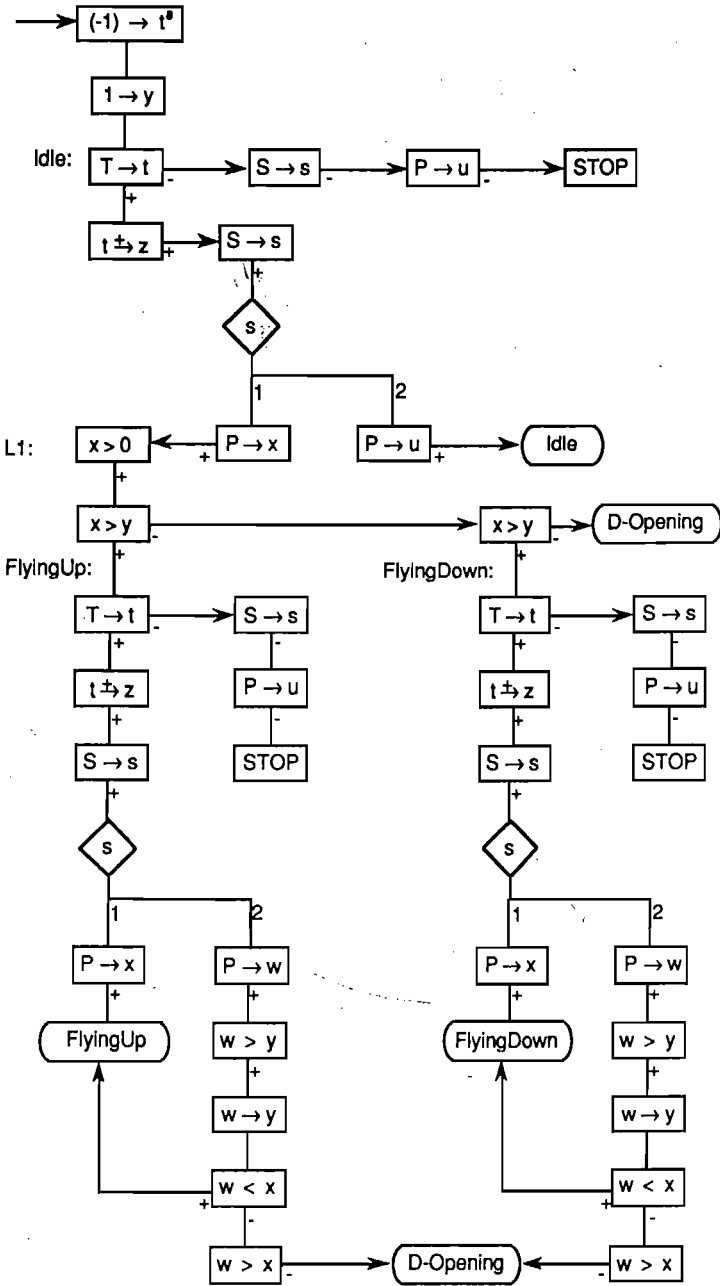 (-1) → tª
1 → y
Idle: T → t - S → s - P → u - STOP
+
t ±→ z + S → s
+
s
1 2
L1: x > 0 + P → x P → u + Idle
+
x > y - x > y - D-Opening
+ +
FlyingUp: FlyingDown:
T → t - S → s T → t - S → s
+ - + -
t ±→ z P → u t ±→ z P → u
+ - + -
S → s STOP S → s STOP
+ +
s s
1 2 1 2
P → x P → w P → x P → w
+ + + +
FlyingUp w > y FlyingDown w > y
+ +
w → y w → y
w < x w < x
+ +
- -
w > x - D-Opening - w > x